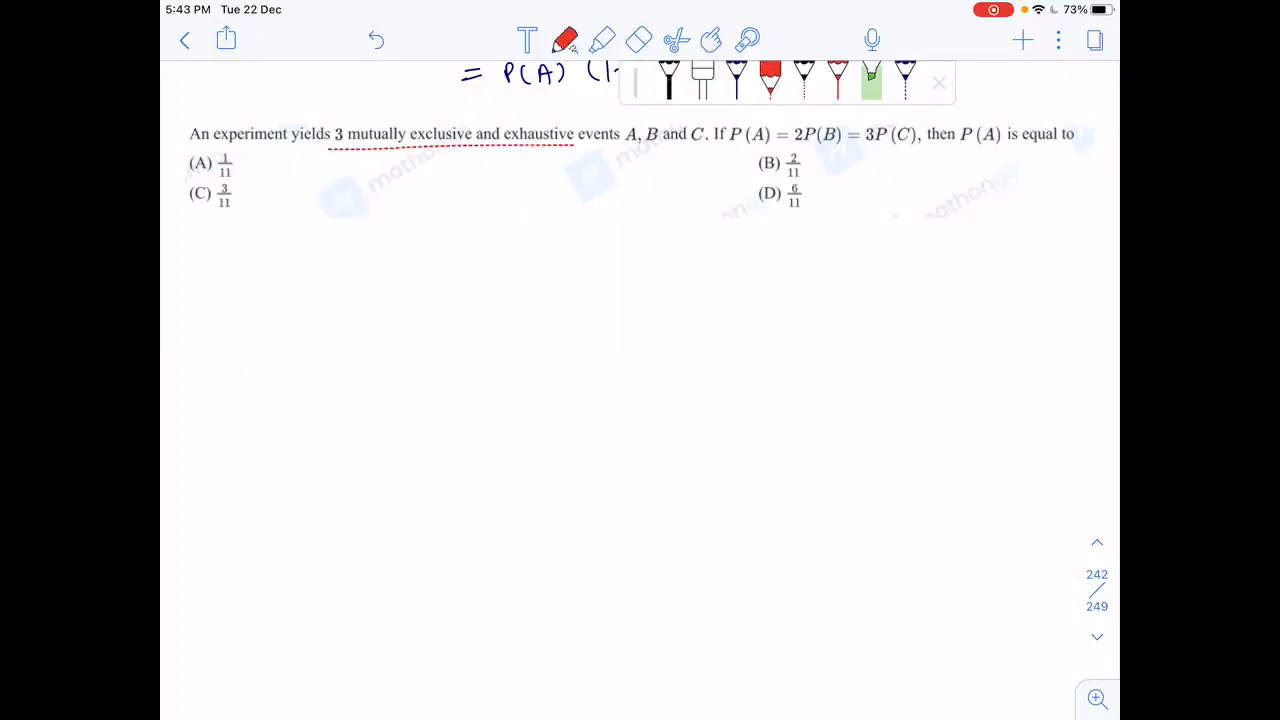 5:43 PM Tue 22 Dec 73%
= P(A) (1-
An experiment yields 3 mutually exclusive and exhaustive events A, B and C. If P (A) = 2P(B) = 3P (C), then P (A) is equal to
(A) 1/11 (B) 2/11
(C) 3/11 (D) 6/11
mathongo
242
249